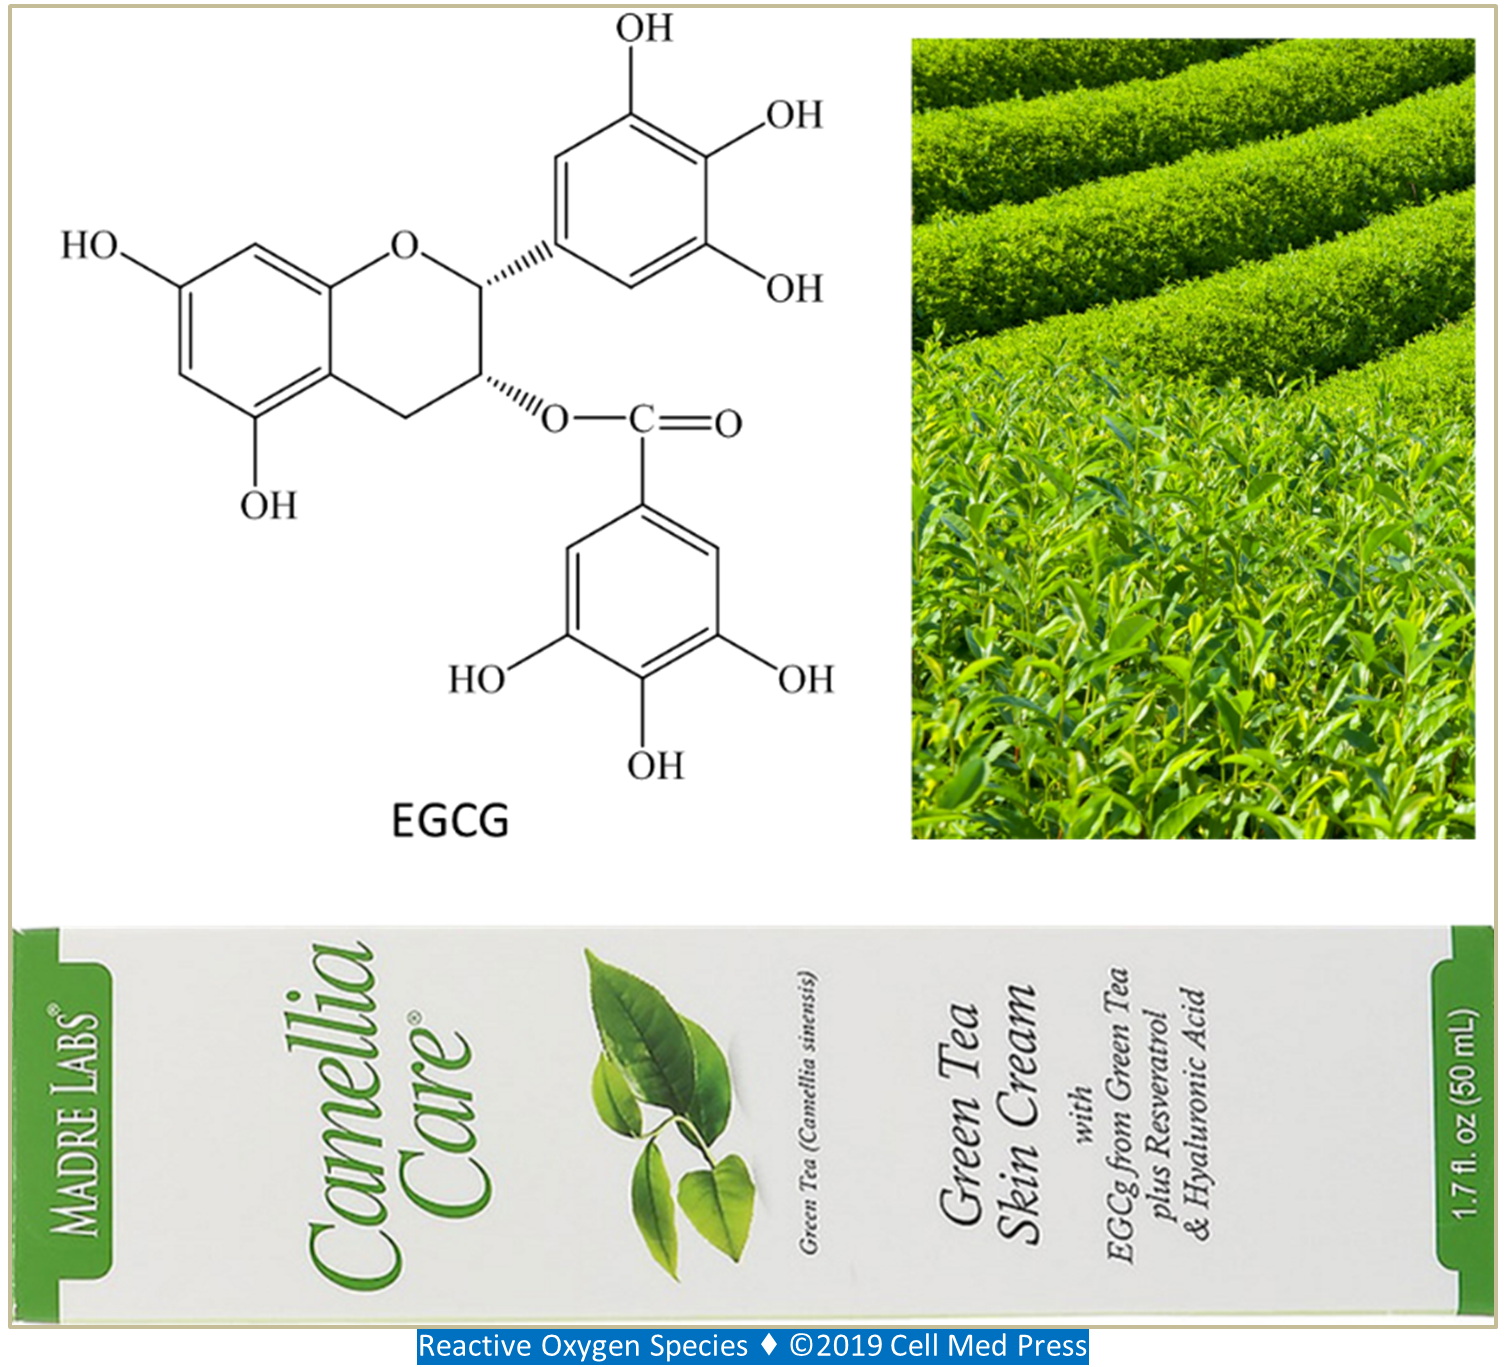 OH
OH
HO
O
OH
O
C
O
OH
HO
OH
OH
EGCG
MADRE LABS®
Camellia
Care®
Green Tea (Camellia sinensis)
Green Tea
Skin Cream
with
EGCg from Green Tea
plus Resveratrol
& Hyaluronic Acid
1.7 fl. oz (50 mL)
Reactive Oxygen Species ♦ ©2019 Cell Med Press